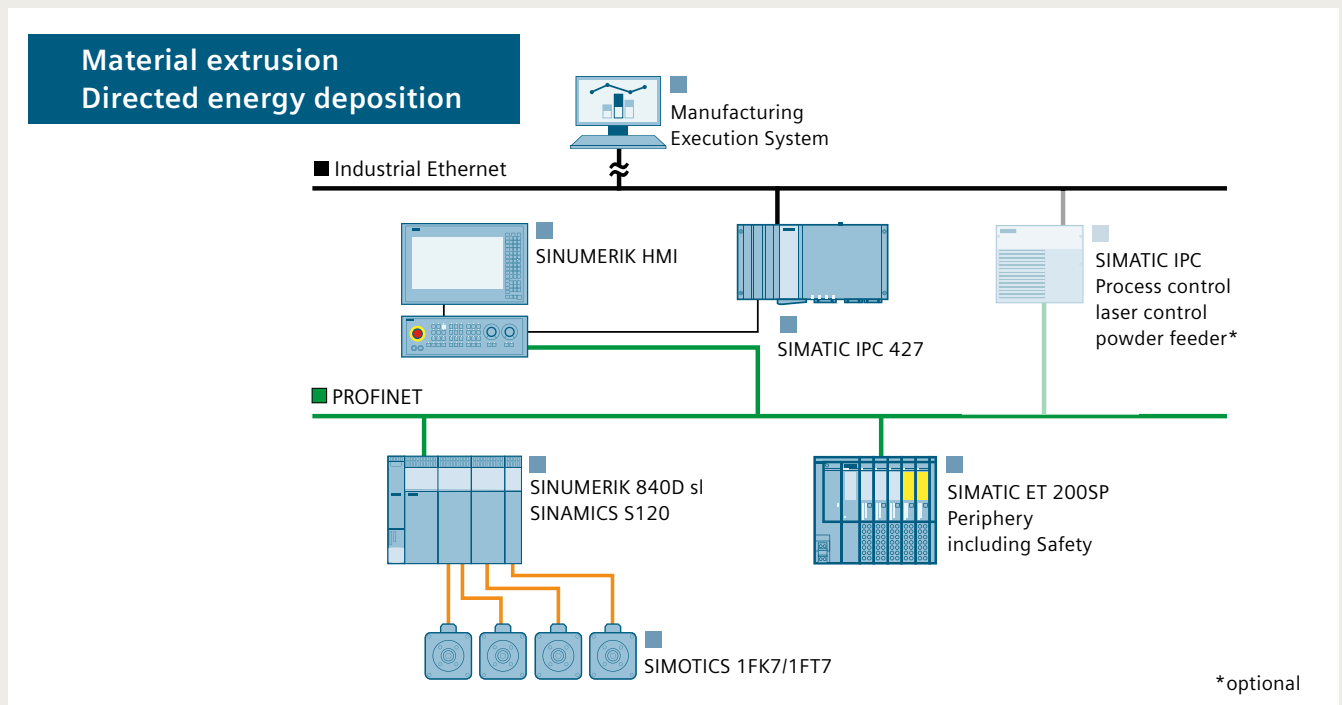 Material extrusion
Directed energy deposition
Manufacturing
Execution System
Industrial Ethernet
SINUMERIK HMI
SIMATIC IPC 427
SIMATIC IPC
Process control
laser control
powder feeder*
PROFINET
SINUMERIK 840D sl
SINAMICS S120
SIMATIC ET 200SP
Periphery
including Safety
SIMOTICS 1FK7/1FT7
*optional